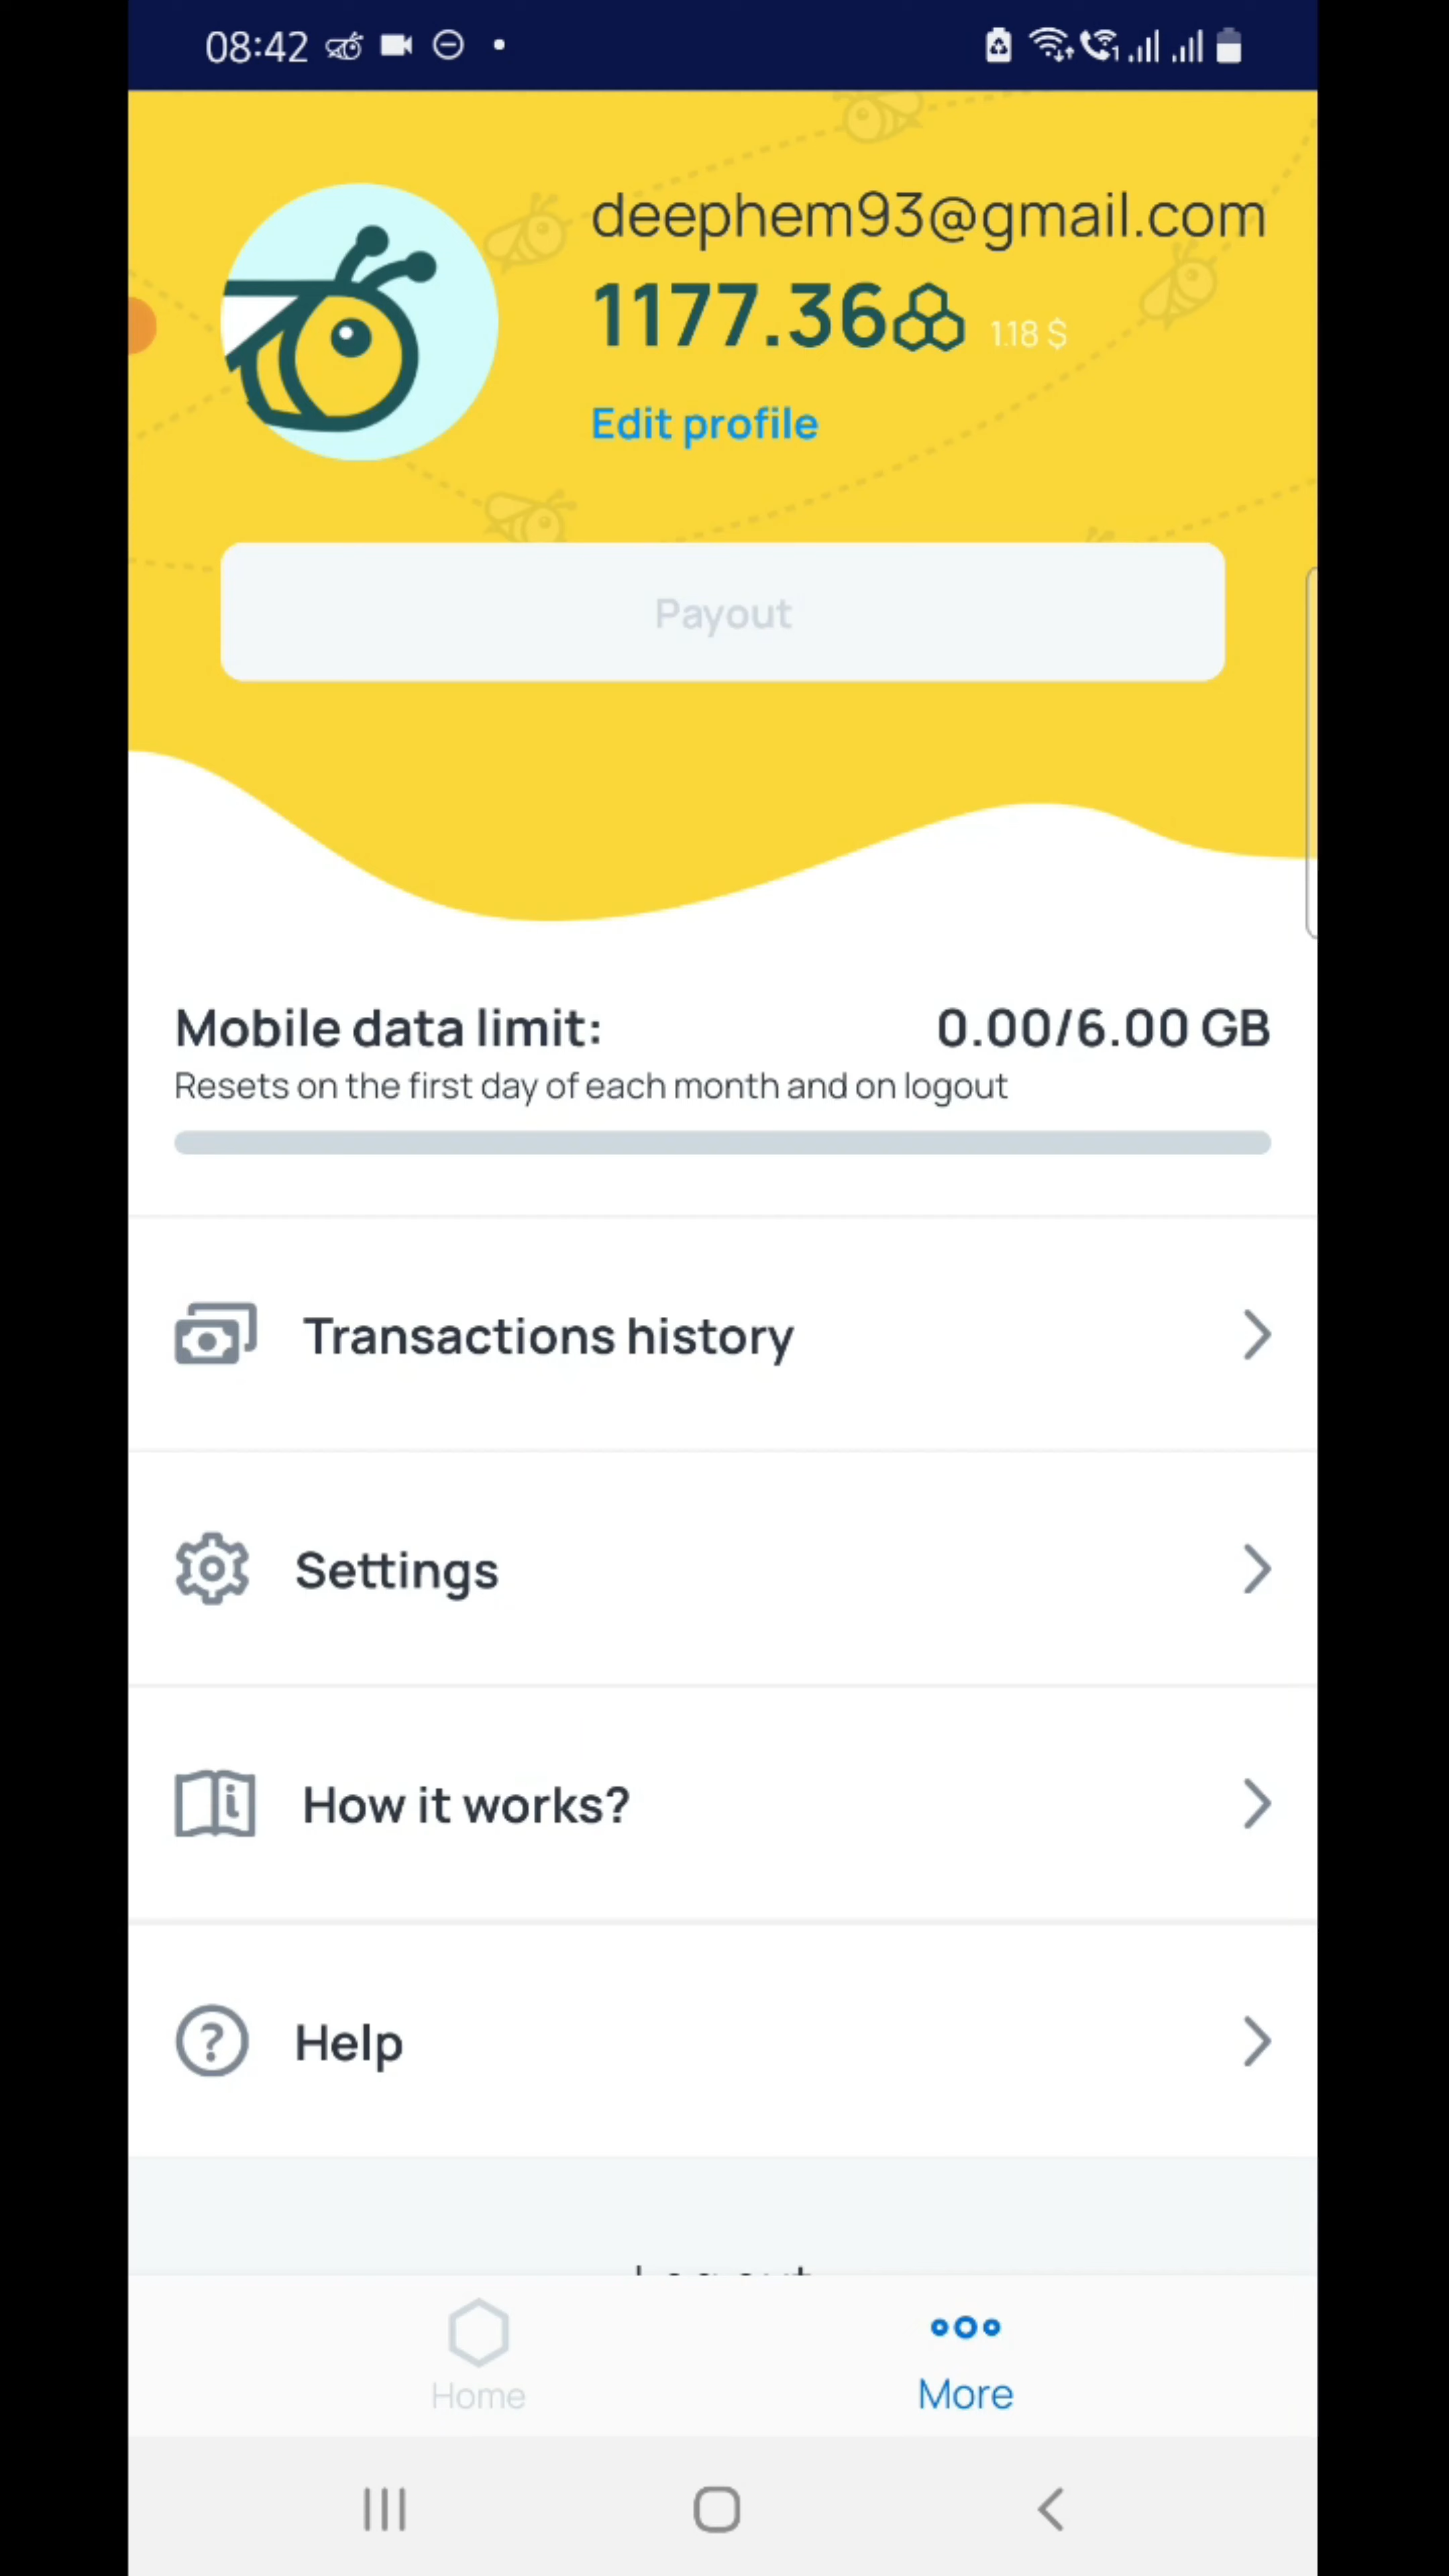 08:42
deephem93@gmail.com
1177.36 1.18 $
Edit profile
Payout
Mobile data limit: 0.00/6.00 GB
Resets on the first day of each month and on logout
Transactions history
Settings
How it works?
Help
Logout
Home
More